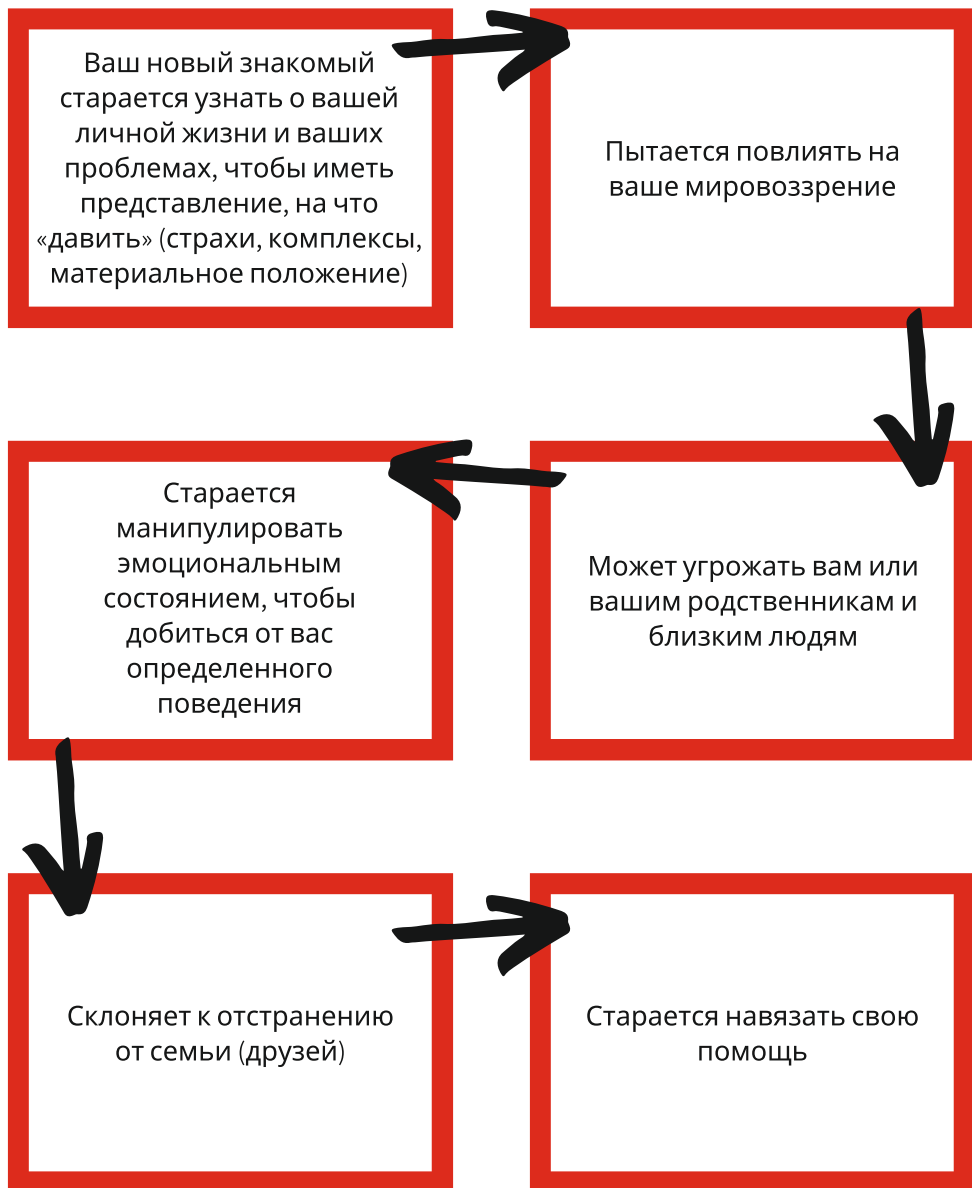 Ваш новый знакомый
старается узнать о вашей
личной жизни и ваших
проблемах, чтобы иметь
представление, на что
«давить» (страхи, комплексы,
материальное положение)
Пытается повлиять на
ваше мировоззрение
Может угрожать вам или
вашим родственникам и
близким людям
Старается
манипулировать
эмоциональным
состоянием, чтобы
добиться от вас
определенного
поведения
Склоняет к отстранению
от семьи (друзей)
Старается навязать свою
помощь